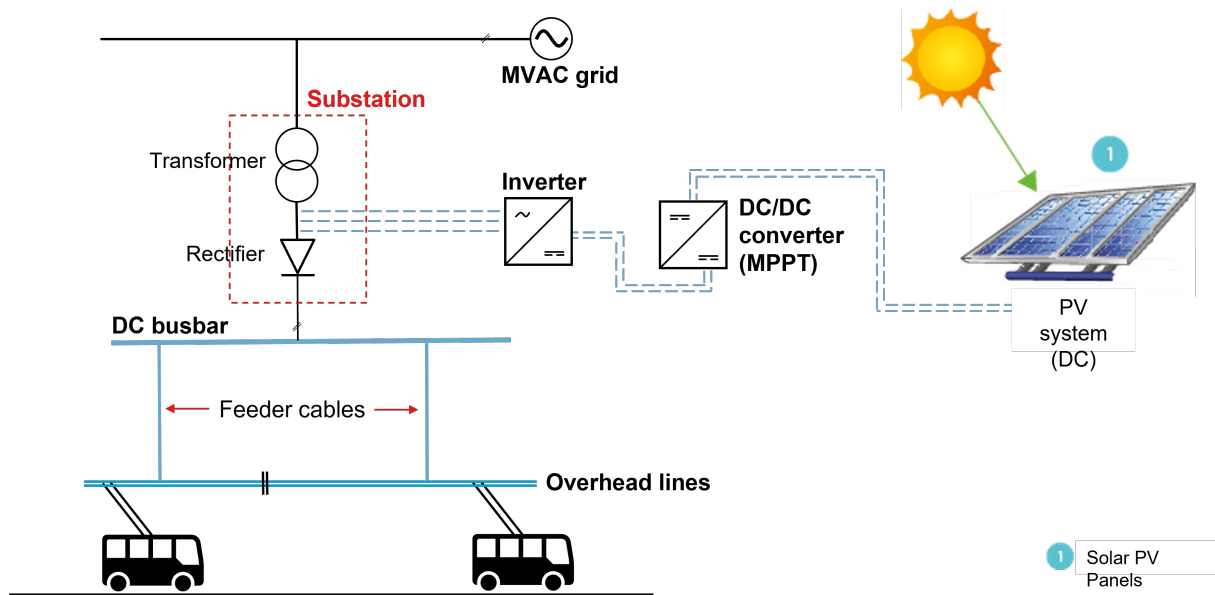 MVAC grid
Substation
Transformer
Inverter
DC/DC
converter
(MPPT)
1
Rectifier
DC busbar
PV
system
(DC)
Feeder cables
Overhead lines
1
Solar PV
Panels